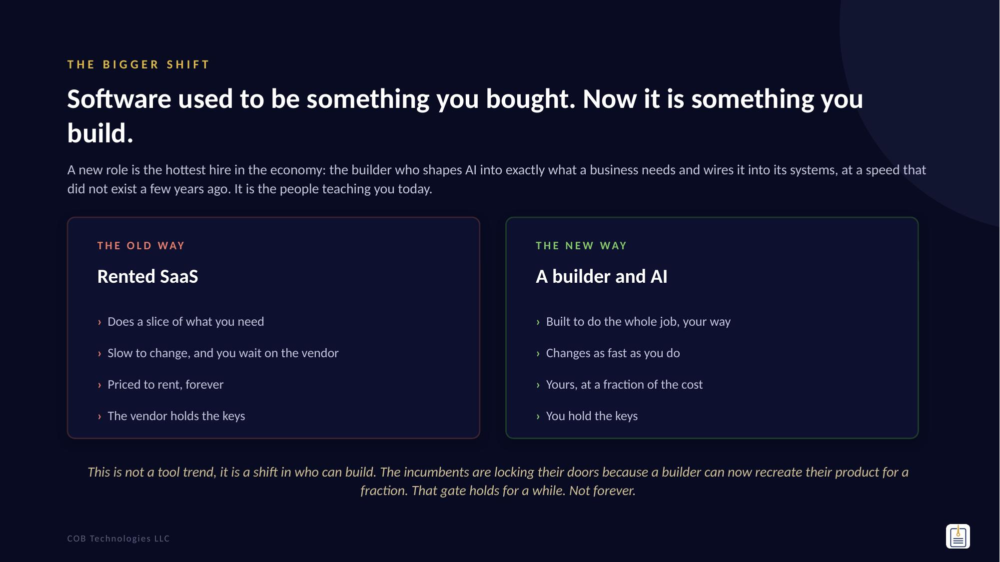 THE BIGGER SHIFT
Software used to be something you bought. Now it is something you
build.
A new role is the hottest hire in the economy: the builder who shapes AI into exactly what a business needs and wires it into its systems, at a speed that
did not exist a few years ago. It is the people teaching you today.
THE OLD WAY
Rented SaaS
› Does a slice of what you need
› Slow to change, and you wait on the vendor
› Priced to rent, forever
› The vendor holds the keys
THE NEW WAY
A builder and AI
› Built to do the whole job, your way
› Changes as fast as you do
› Yours, at a fraction of the cost
› You hold the keys
This is not a tool trend, it is a shift in who can build. The incumbents are locking their doors because a builder can now recreate their product for a
fraction. That gate holds for a while. Not forever.
COB Technologies LLC